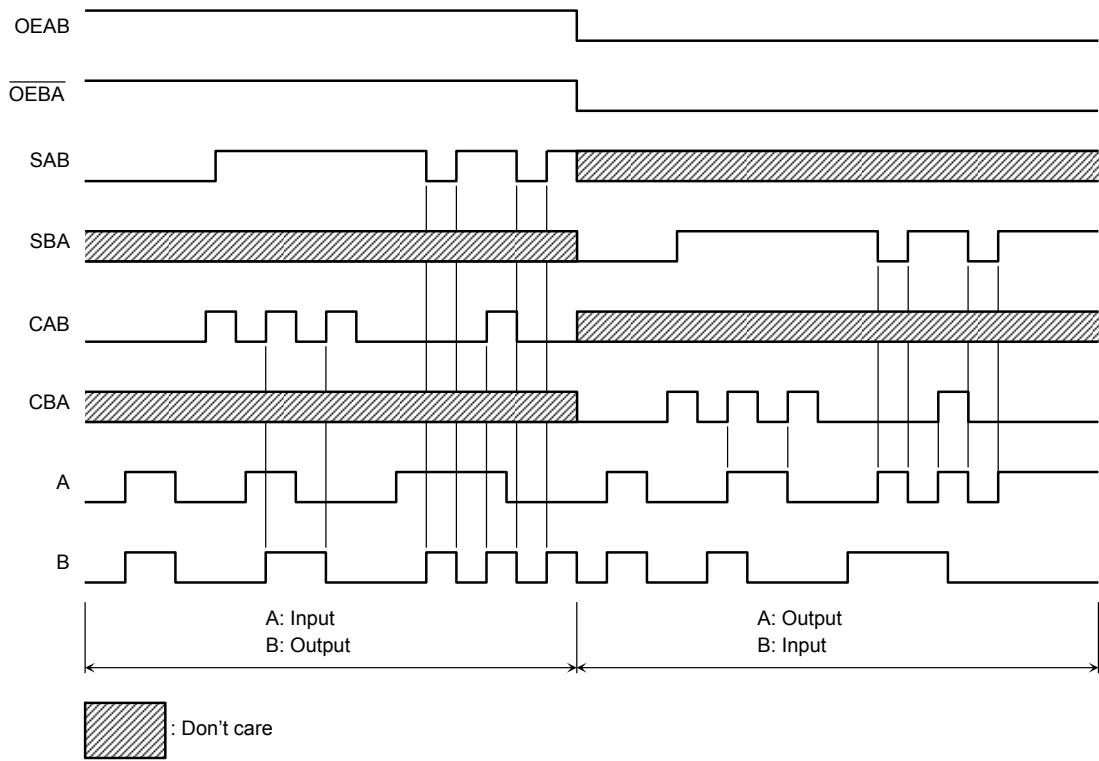 OEAB
OEBA
SAB
SBA
CAB
CBA
A
B
A: Input
B: Output
A: Output
B: Input
: Don't care